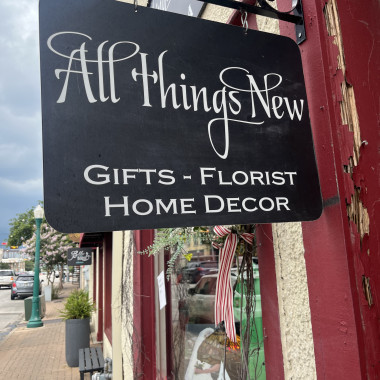 All Things New
GIFTS - FLORIST
HOME DECOR